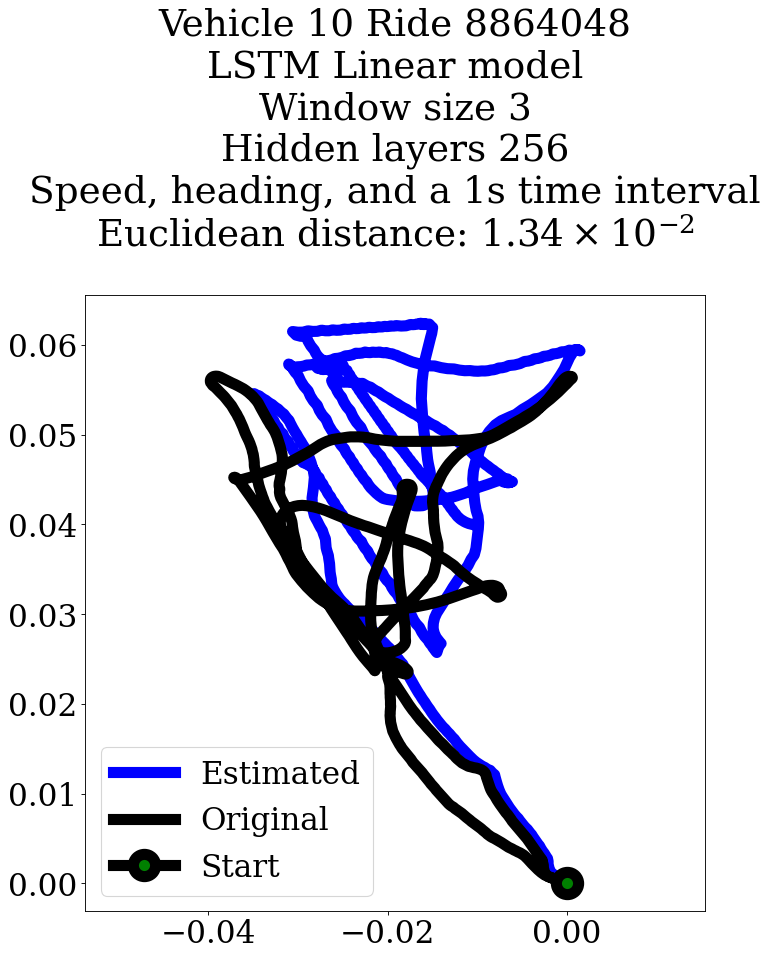 Vehicle 10 Ride 8864048
LSTM Linear model
Window size 3
Hidden layers 256
Speed, heading, and a 1s time interval
Euclidean distance: 1.34 × 10⁻²
0.06
0.05
0.04
0.03
0.02
0.01
0.00
Estimated
Original
Start
−0.04 −0.02 0.00